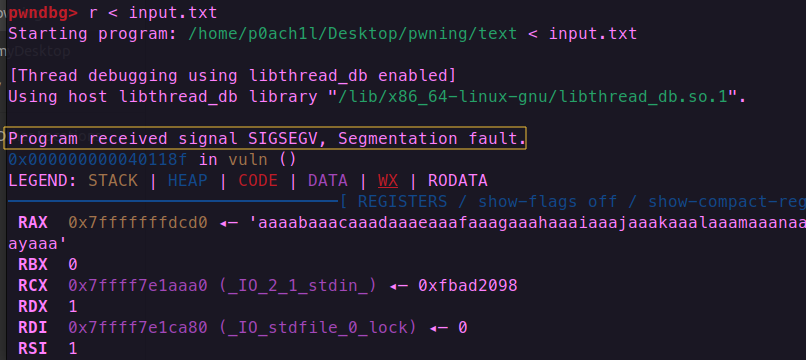 pwndbg> r < input.txt
Starting program: /home/p0ach1l/Desktop/pwning/text < input.txt
[Thread debugging using libthread_db enabled]
Using host libthread_db library "/lib/x86_64-linux-gnu/libthread_db.so.1".
Program received signal SIGSEGV, Segmentation fault.
0x000000000040118f in vuln ()
LEGEND: STACK | HEAP | CODE | DATA | WX | RODATA
[ REGISTERS / show-flags off / show-compact-reg
RAX 0x7fffffffdcd0 ◂— 'aaaabaaacaaadaaaeaaafaaagaaahaaaiaaajaaakaaalaaamaaanaa
ayaaa'
RBX 0
RCX 0x7ffff7e1aaa0 (_IO_2_1_stdin_) ◂— 0xfbad2098
RDX 1
RDI 0x7ffff7e1ca80 (_IO_stdfile_0_lock) ◂— 0
RSI 1